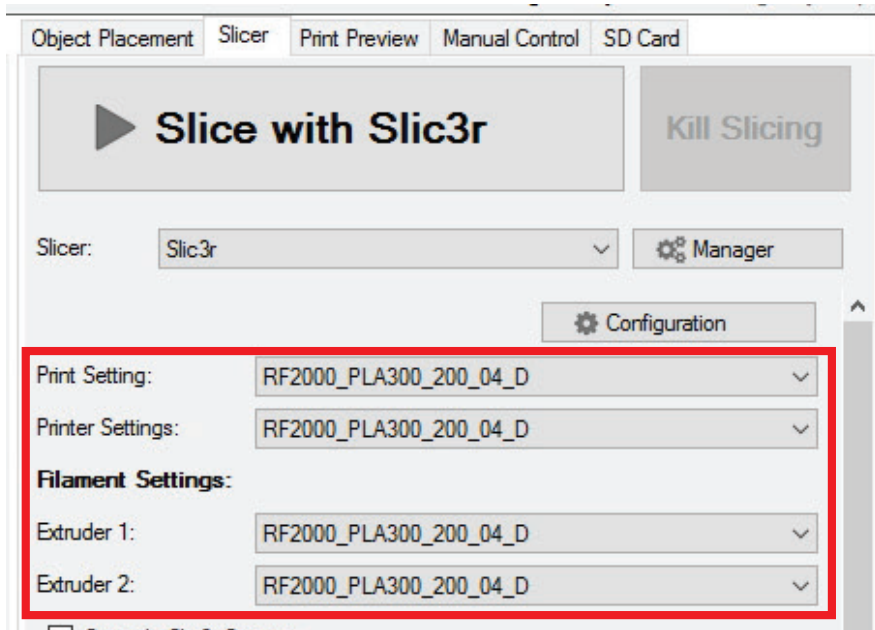 Object Placement Slicer Print Preview Manual Control SD Card
Slice with Slic3r Kill Slicing
Slicer: Slic3r Manager
Configuration
Print Setting: RF2000_PLA300_200_04_D
Printer Settings: RF2000_PLA300_200_04_D
Filament Settings:
Extruder 1: RF2000_PLA300_200_04_D
Extruder 2: RF2000_PLA300_200_04_D